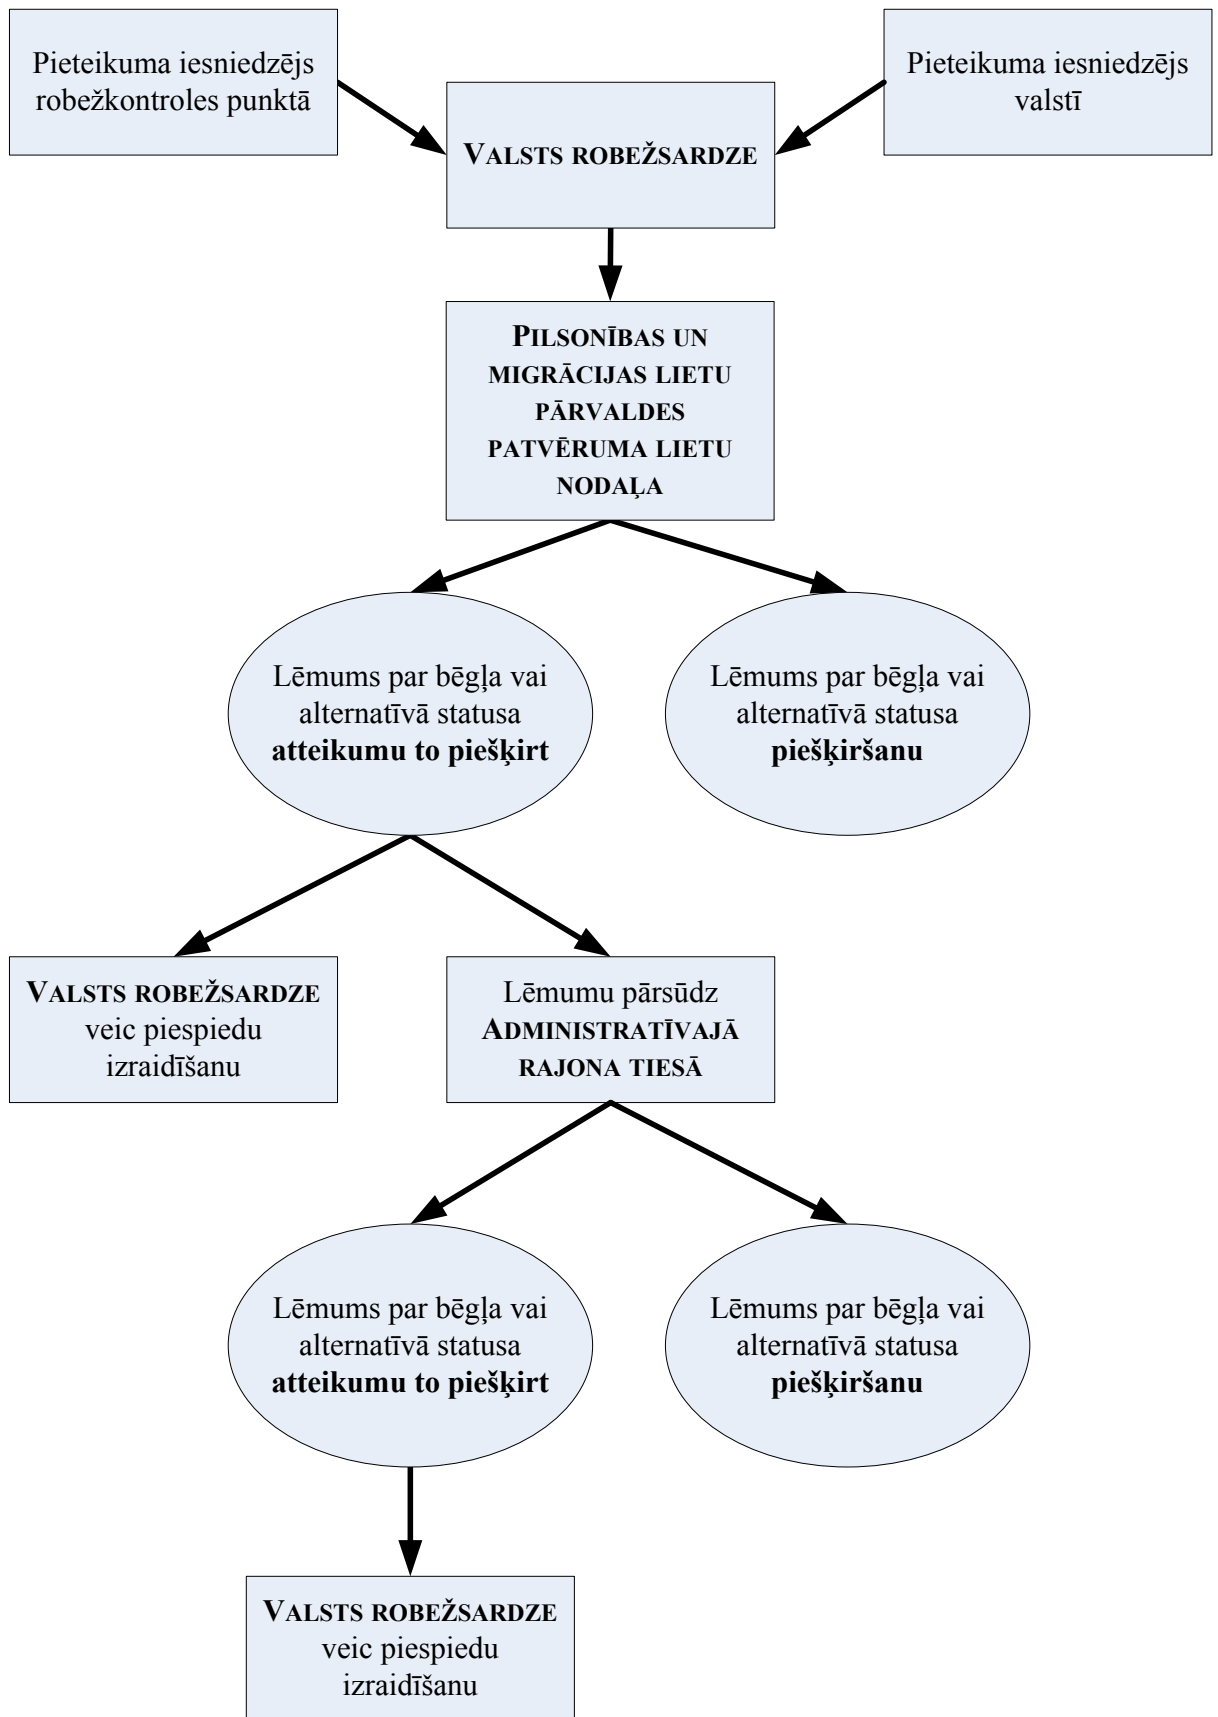 Pieteikuma iesniedzējs
robežkontroles punktā
Pieteikuma iesniedzējs
valstī
VALSTS ROBEŽSARDZE
PILSONĪBAS UN
MIGRĀCIJAS LIETU
PĀRVALDES
PATVĒRUMA LIETU
NODAĻA
Lēmums par bēgļa vai
alternatīvā statusa
atteikumu to piešķirt
Lēmums par bēgļa vai
alternatīvā statusa
piešķiršanu
VALSTS ROBEŽSARDZE
veic piespiedu
izraidīšanu
Lēmumu pārsūdz
ADMINISTRATĪVAJĀ
RAJONA TIESĀ
Lēmums par bēgļa vai
alternatīvā statusa
atteikumu to piešķirt
Lēmums par bēgļa vai
alternatīvā statusa
piešķiršanu
VALSTS ROBEŽSARDZE
veic piespiedu
izraidīšanu